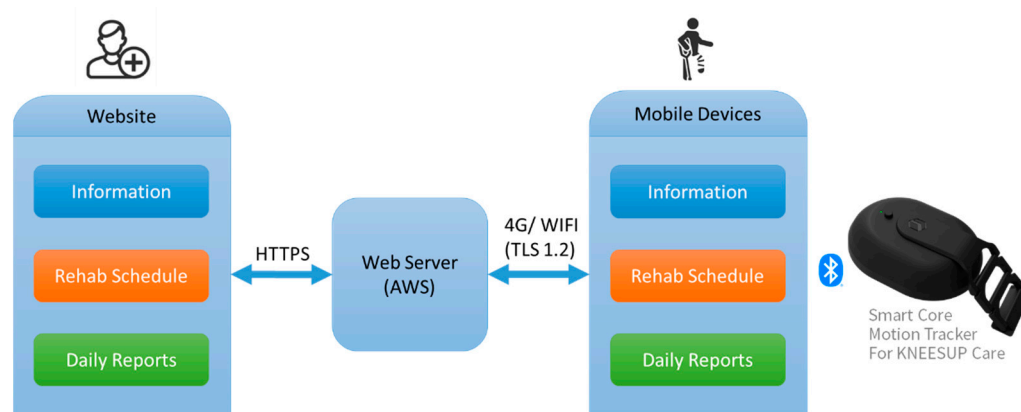 Website
Information
Rehab Schedule
Daily Reports
HTTPS
Web Server
(AWS)
4G/ WIFI
(TLS 1.2)
Mobile Devices
Information
Rehab Schedule
Daily Reports
Smart Core
Motion Tracker
For KNEESUP Care